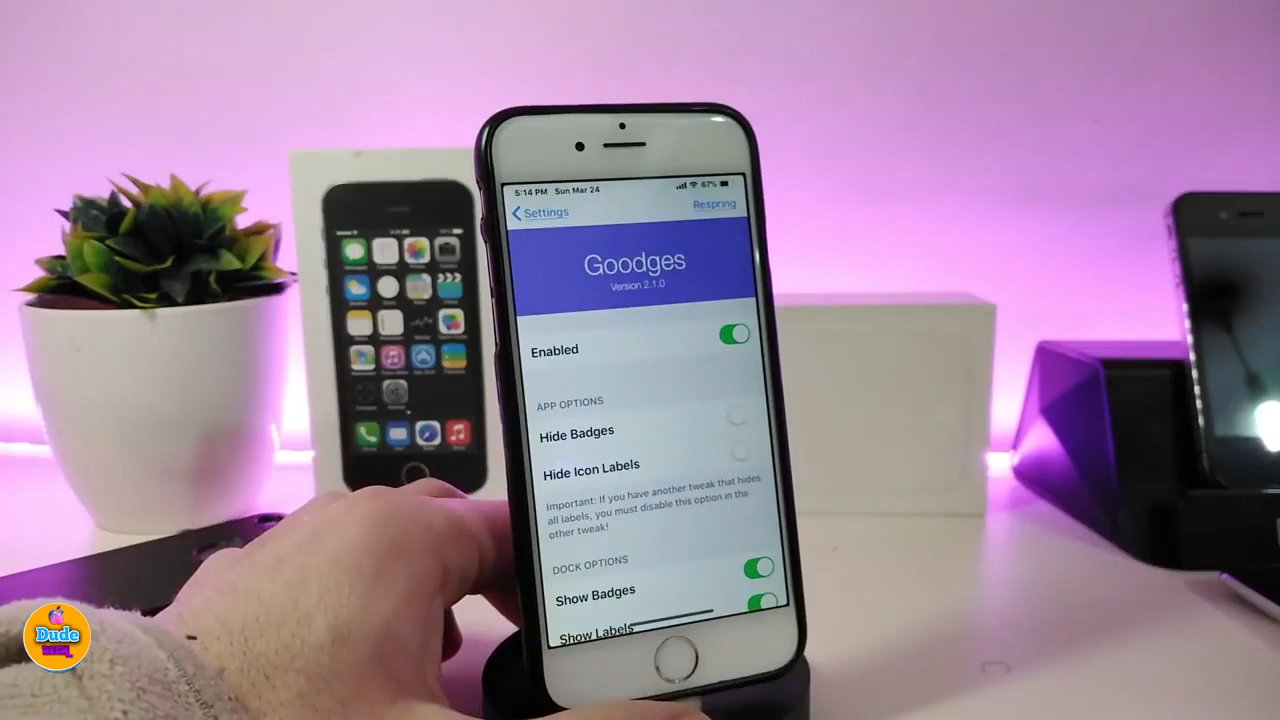 5:14 PM Sun Mar 24
67%
Settings
Respring
Goodges
Version 2.1.0
Enabled
APP OPTIONS
Hide Badges
Hide Icon Labels
Important: If you have another tweak that hides
all labels, you must disable this option in the
other tweak!
DOCK OPTIONS
Show Badges
Show Labels
Dude
TECH